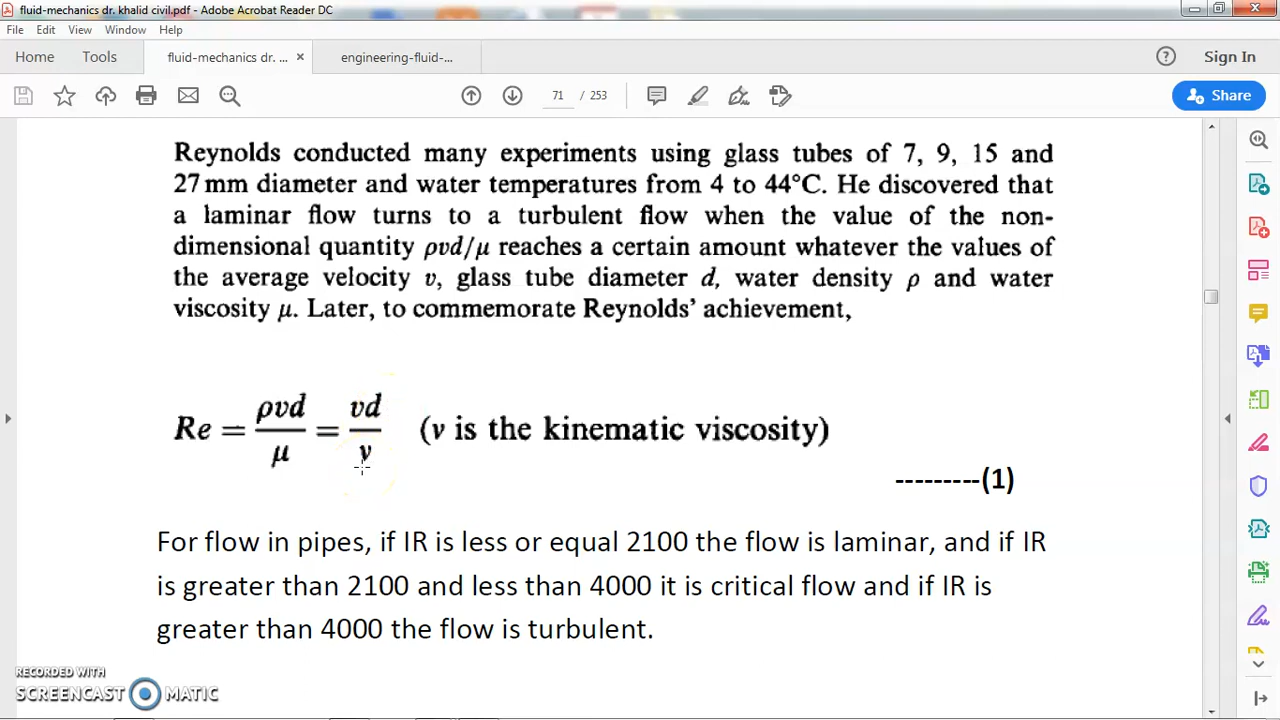 fluid-mechanics dr. khalid civil.pdf - Adobe Acrobat Reader DC
File Edit View Window Help
Home Tools fluid-mechanics dr. ... × engineering-fluid-... Sign In
71 / 253 Share
Reynolds conducted many experiments using glass tubes of 7, 9, 15 and
27 mm diameter and water temperatures from 4 to 44°C. He discovered that
a laminar flow turns to a turbulent flow when the value of the non-
dimensional quantity ρvd/μ reaches a certain amount whatever the values of
the average velocity v, glass tube diameter d, water density ρ and water
viscosity μ. Later, to commemorate Reynolds' achievement,
Re = ρvd/μ = vd/ν (ν is the kinematic viscosity)
---------(1)
For flow in pipes, if IR is less or equal 2100 the flow is laminar, and if IR
is greater than 2100 and less than 4000 it is critical flow and if IR is
greater than 4000 the flow is turbulent.
RECORDED WITH
SCREENCAST MATIC